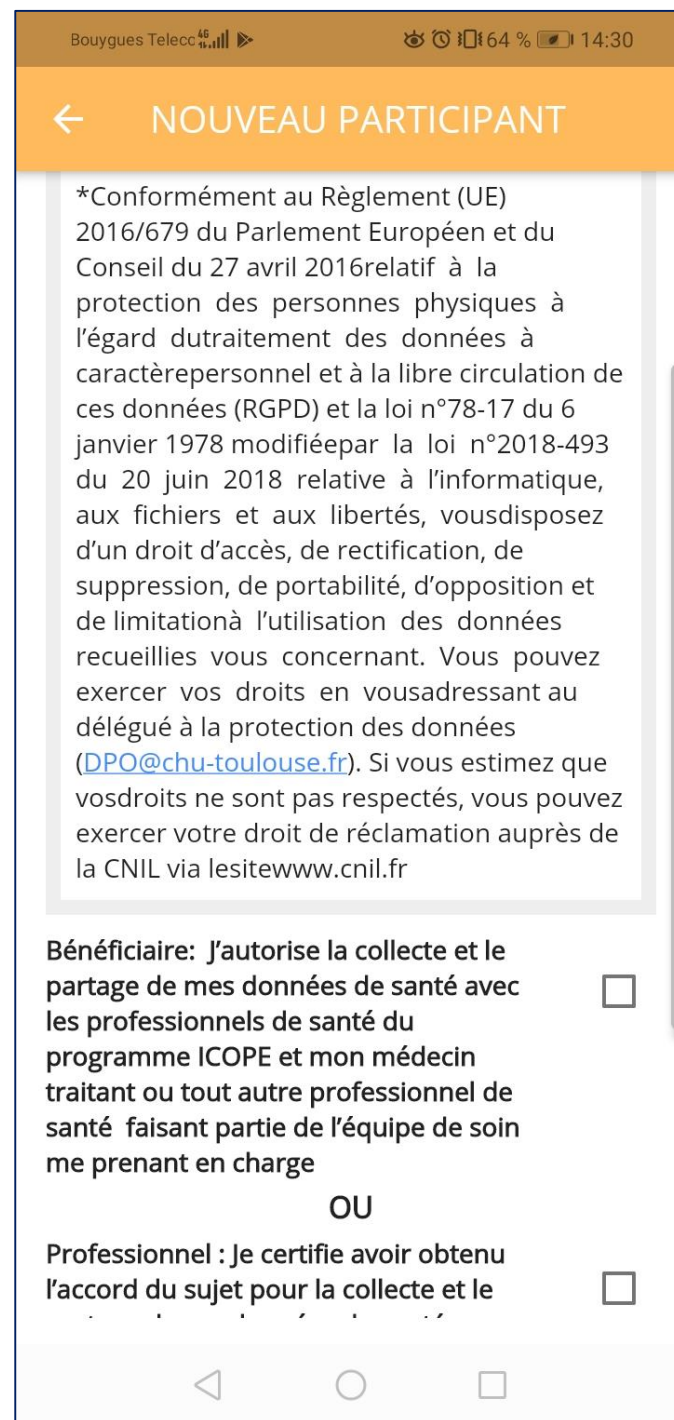 Bouygues Telecc 4G 64 % 14:30
NOUVEAU PARTICIPANT
*Conformément au Règlement (UE)
2016/679 du Parlement Européen et du
Conseil du 27 avril 2016relatif à la
protection des personnes physiques à
l'égard dutraitement des données à
caractèrepersonnel et à la libre circulation de
ces données (RGPD) et la loi n°78-17 du 6
janvier 1978 modifiéepar la loi n°2018-493
du 20 juin 2018 relative à l'informatique,
aux fichiers et aux libertés, vousdisposez
d'un droit d'accès, de rectification, de
suppression, de portabilité, d'opposition et
de limitationà l'utilisation des données
recueillies vous concernant. Vous pouvez
exercer vos droits en vousadressant au
délégué à la protection des données
(DPO@chu-toulouse.fr). Si vous estimez que
vosdroits ne sont pas respectés, vous pouvez
exercer votre droit de réclamation auprès de
la CNIL via lesitewww.cnil.fr
Bénéficiaire: J'autorise la collecte et le
partage de mes données de santé avec
les professionnels de santé du
programme ICOPE et mon médecin
traitant ou tout autre professionnel de
santé faisant partie de l'équipe de soin
me prenant en charge
OU
Professionnel : Je certifie avoir obtenu
l'accord du sujet pour la collecte et le